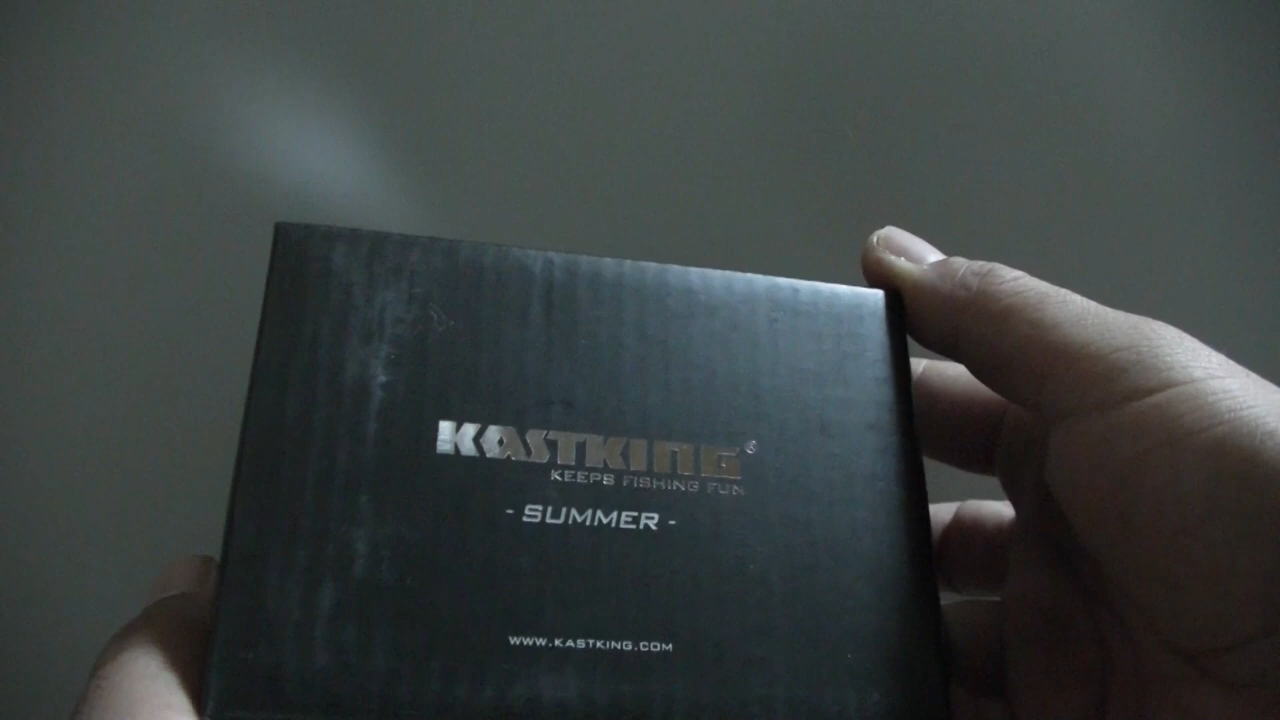 KASTKING®
KEEPS FISHING FUN
- SUMMER -
WWW.KASTKING.COM